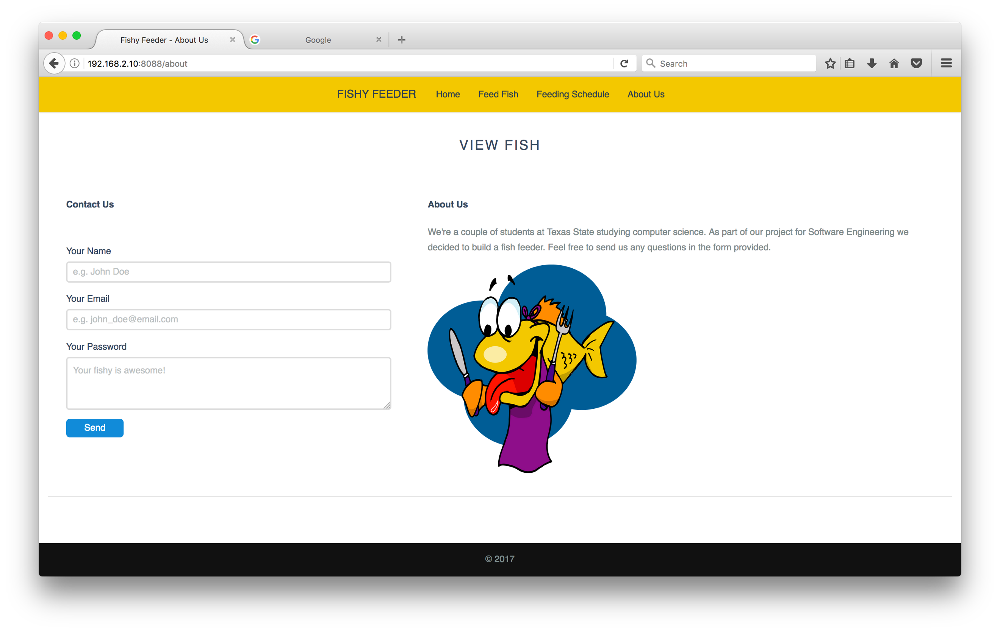 Fishy Feeder - About Us
Google
192.168.2.10:8088/about
Search
FISHY FEEDER Home Feed Fish Feeding Schedule About Us
VIEW FISH
Contact Us
Your Name
e.g. John Doe
Your Email
e.g. john_doe@email.com
Your Password
Your fishy is awesome!
Send
About Us
We're a couple of students at Texas State studying computer science. As part of our project for Software Engineering we
decided to build a fish feeder. Feel free to send us any questions in the form provided.
© 2017